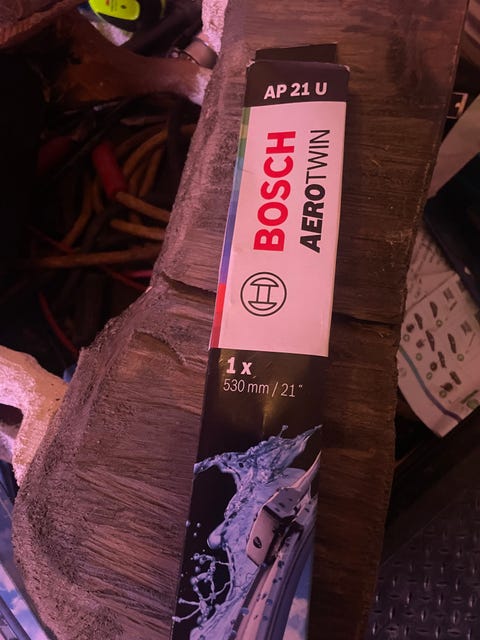 AP 21 U
BOSCH
AEROTWIN
1 x
530 mm / 21"